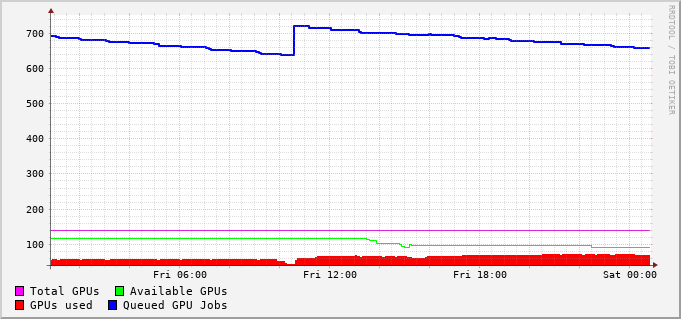 RRDTOOL / TOBI OETIKER
700
600
500
400
300
200
100
Fri 06:00 Fri 12:00 Fri 18:00 Sat 00:00
Total GPUs Available GPUs
GPUs used Queued GPU Jobs